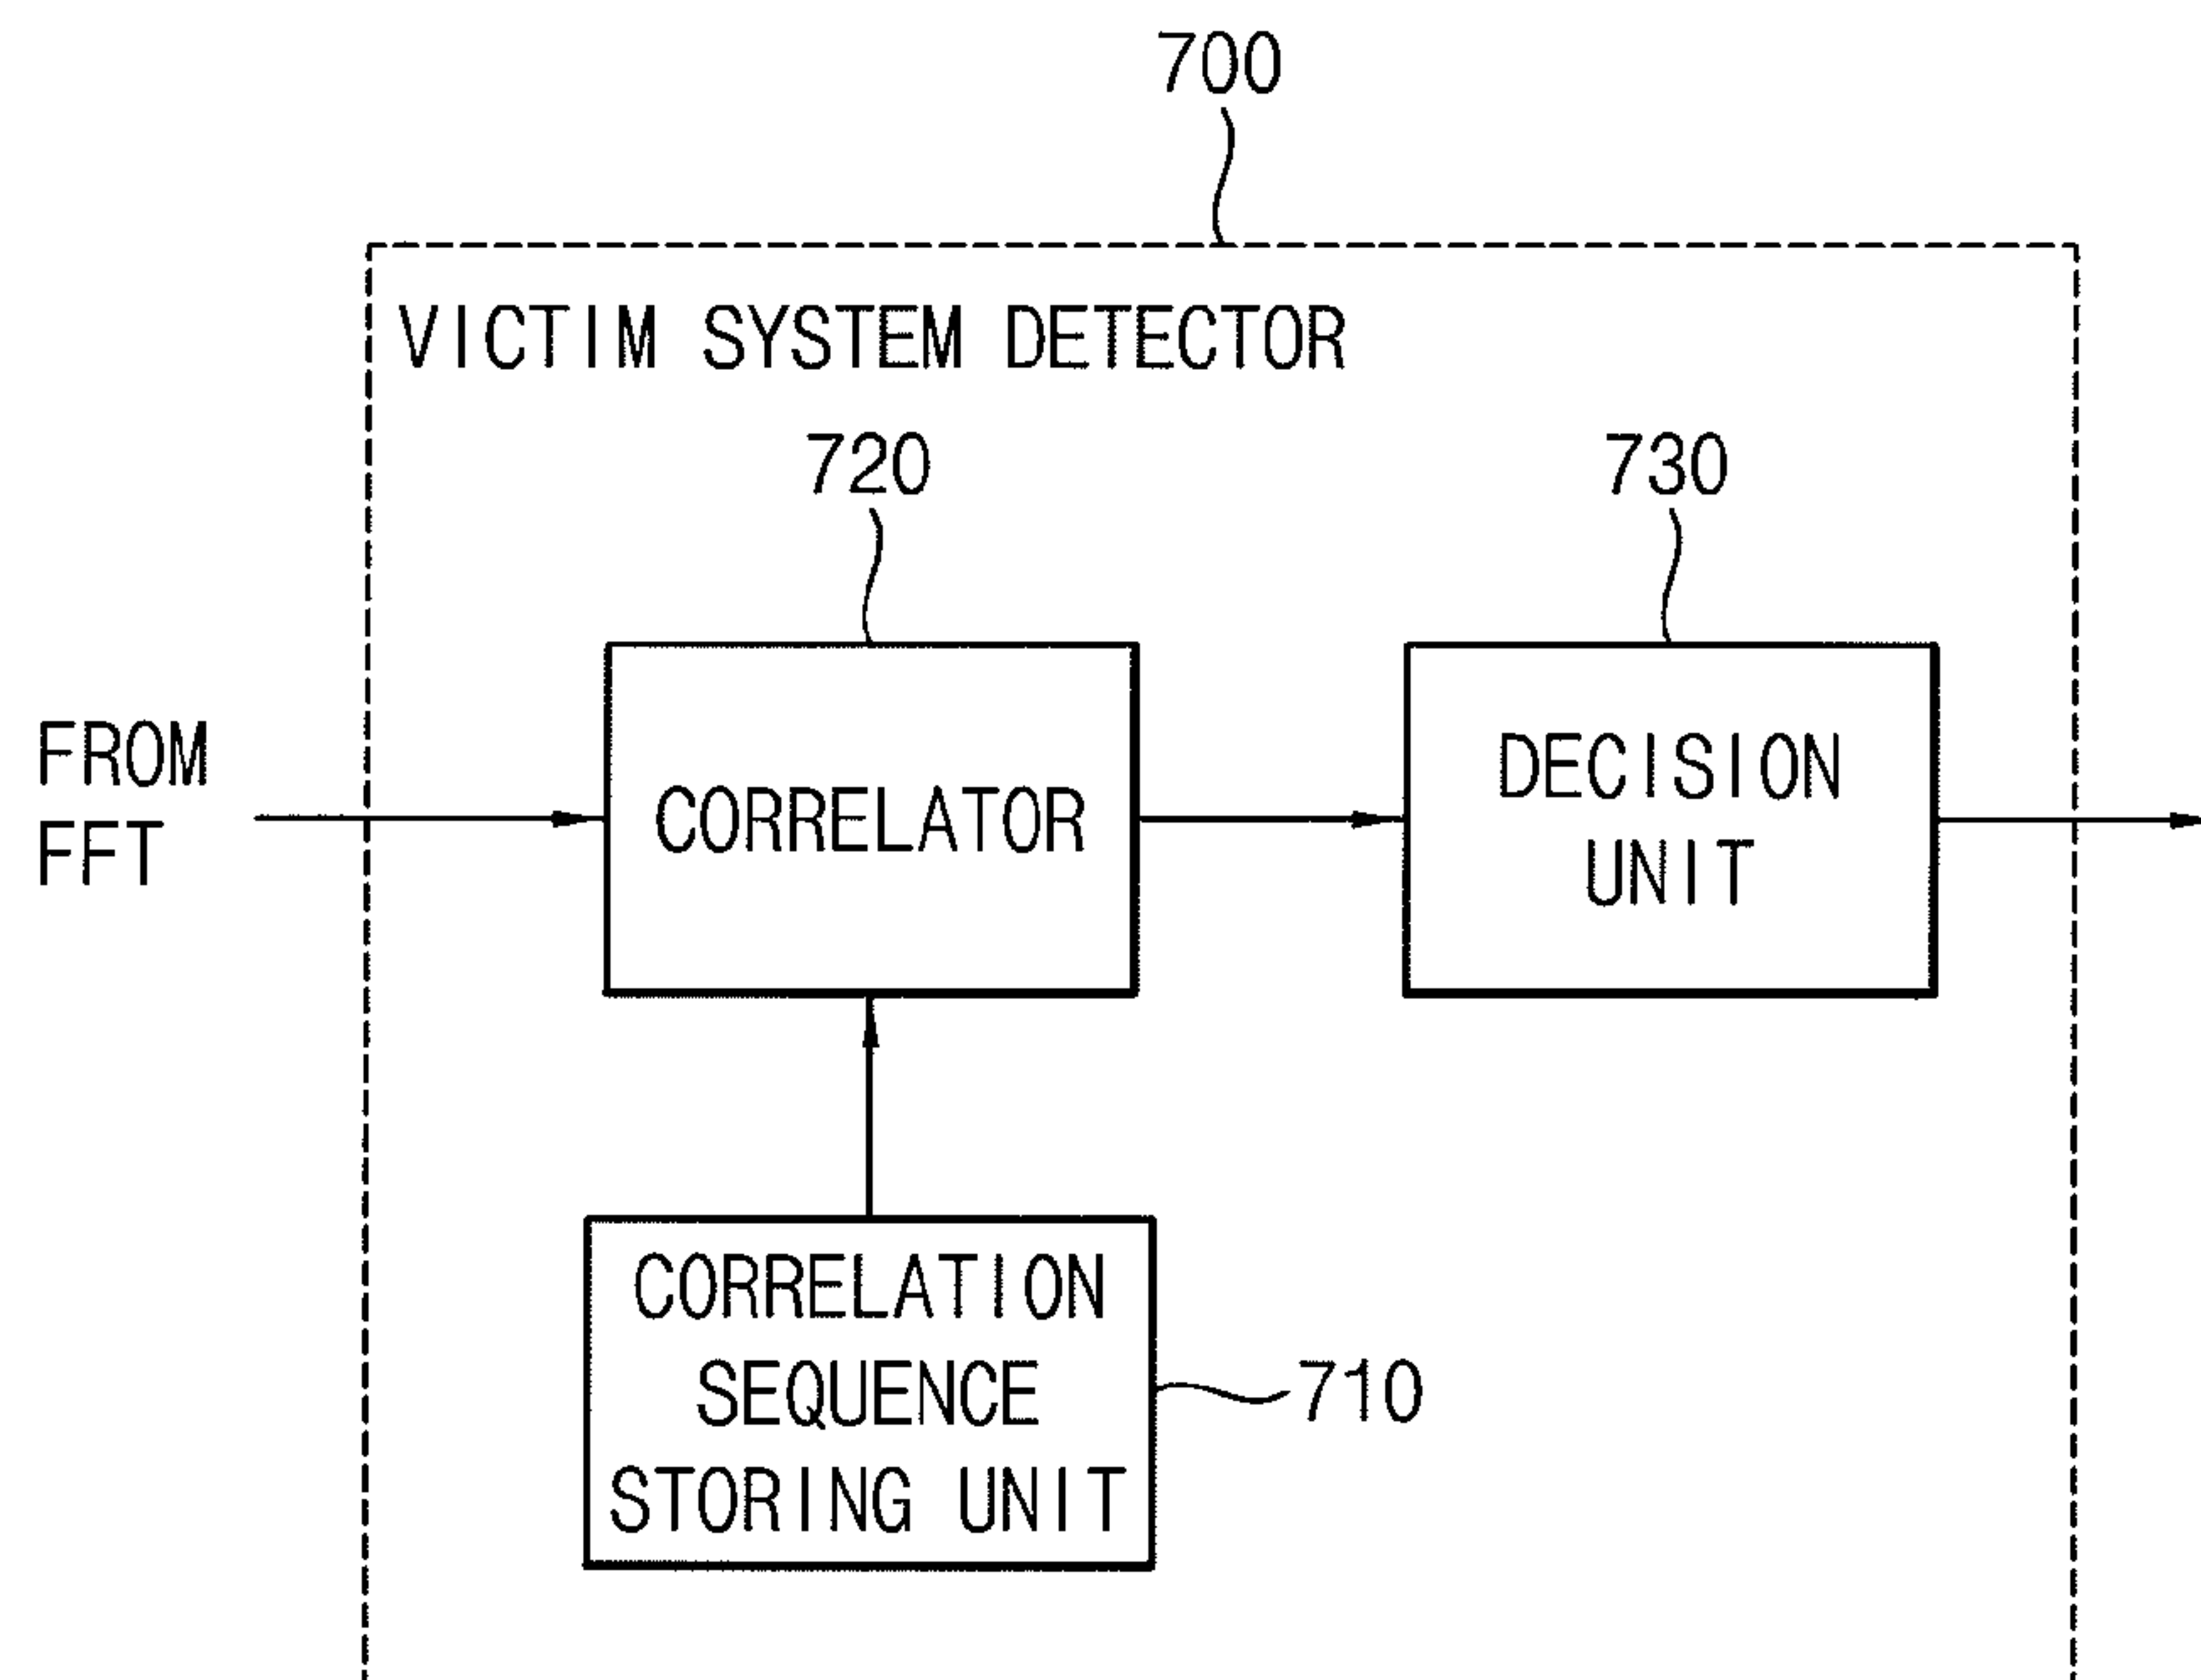 700
VICTIM SYSTEM DETECTOR
720
730
FROM
FFT
CORRELATOR
DECISION
UNIT
CORRELATION
SEQUENCE
STORING UNIT
710